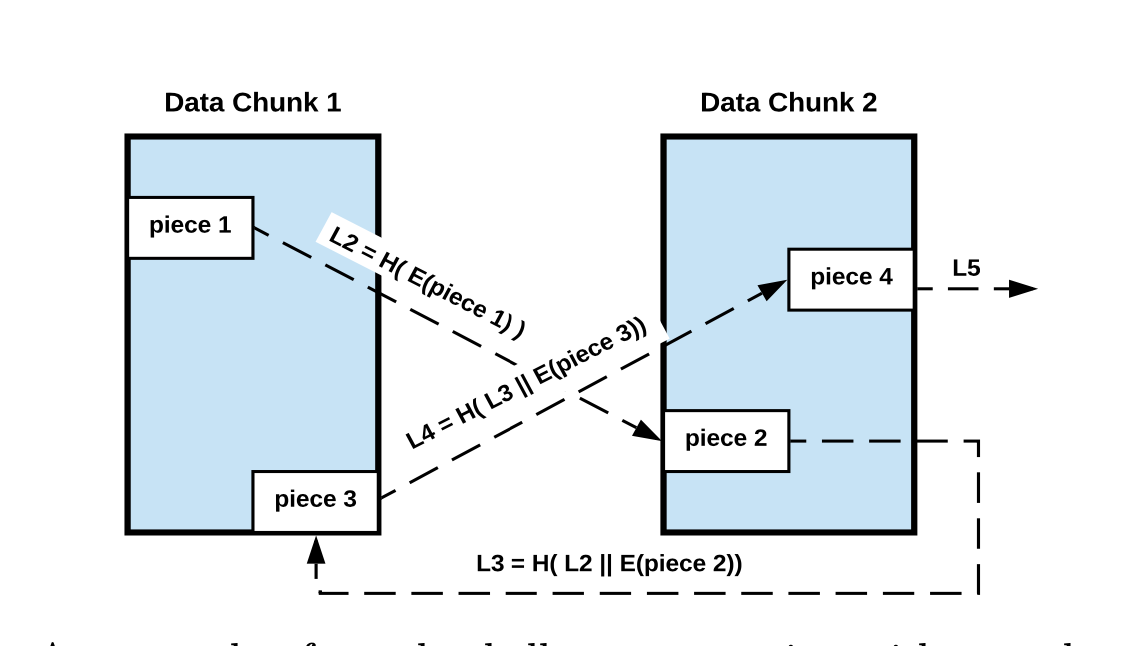 Data Chunk 1
Data Chunk 2
piece 1
L2 = H( E(piece 1) )
piece 4
L5
L4 = H( L3 || E(piece 3))
piece 2
piece 3
L3 = H( L2 || E(piece 2))